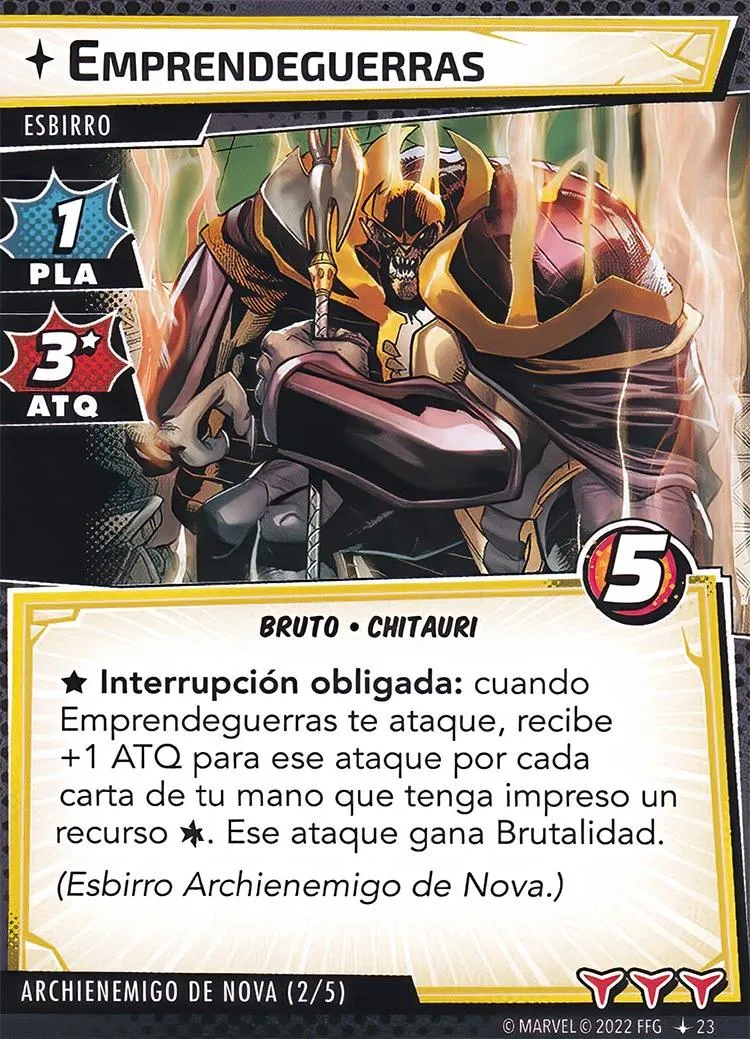 EMPRENDEGUERRAS
ESBIRRO
1
PLA
3★
ATQ
5
BRUTO • CHITAURI
★ Interrupción obligada: cuando
Emprendeguerras te ataque, recibe
+1 ATQ para ese ataque por cada
carta de tu mano que tenga impreso un
recurso ★. Ese ataque gana Brutalidad.
(Esbirro Archienemigo de Nova.)
ARCHIENEMIGO DE NOVA (2/5)
© MARVEL © 2022 FFG 23